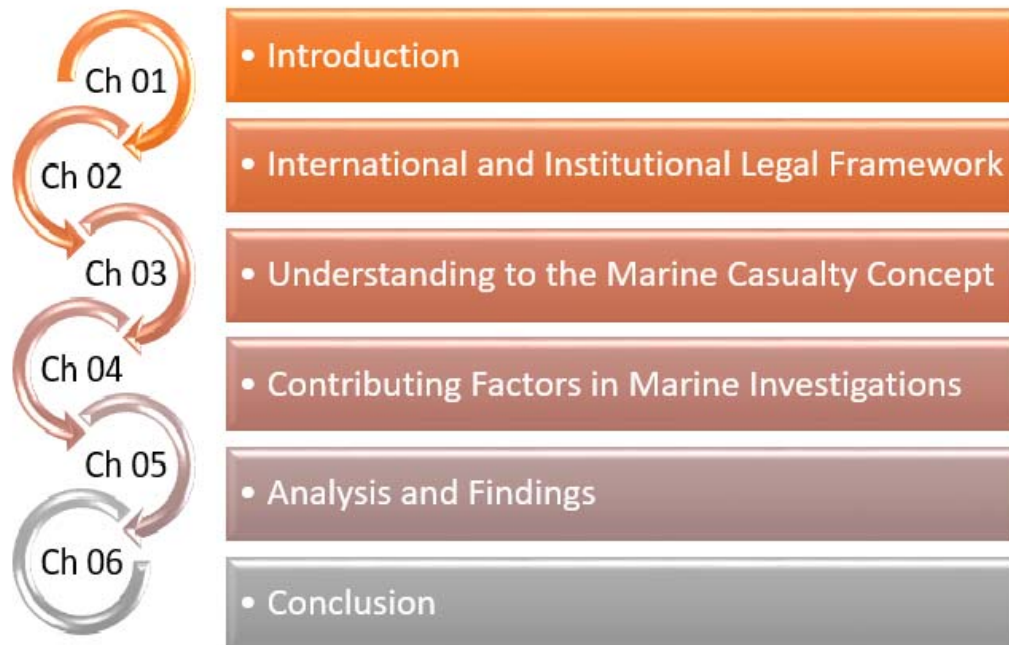 Ch 01
• Introduction
Ch 02
• International and Institutional Legal Framework
Ch 03
• Understanding to the Marine Casualty Concept
Ch 04
• Contributing Factors in Marine Investigations
Ch 05
• Analysis and Findings
Ch 06
• Conclusion